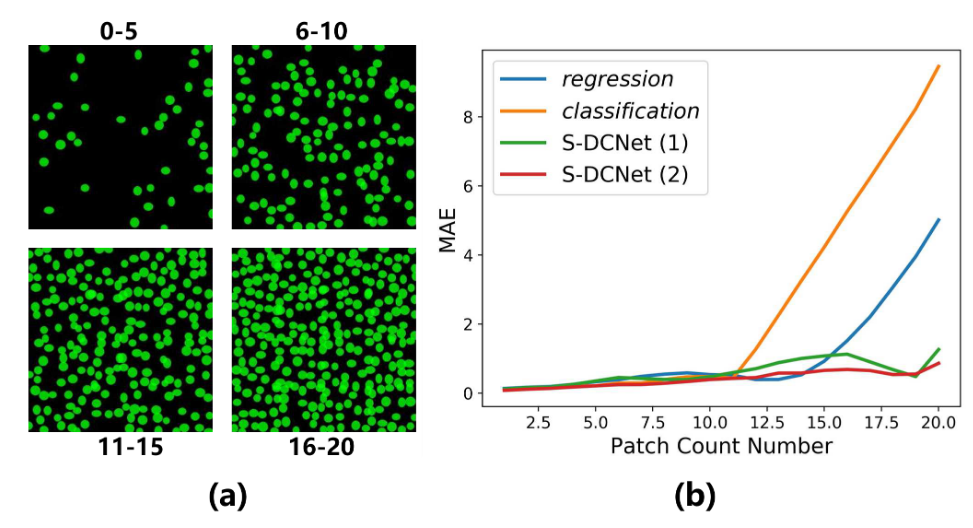 0-5
6-10
11-15
16-20
(a)
regression
classification
S-DCNet (1)
S-DCNet (2)
MAE
8
6
4
2
0
2.5 5.0 7.5 10.0 12.5 15.0 17.5 20.0
Patch Count Number
(b)